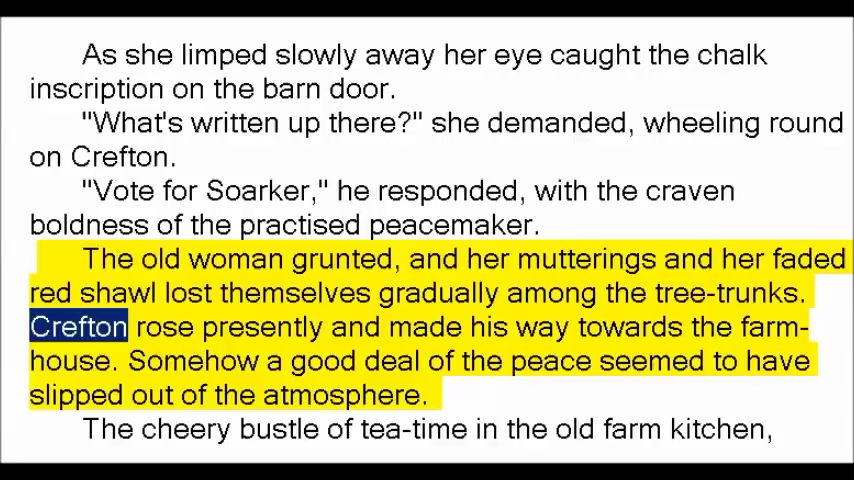 As she limped slowly away her eye caught the chalk
inscription on the barn door.
"What's written up there?" she demanded, wheeling round
on Crefton.
"Vote for Soarker," he responded, with the craven
boldness of the practised peacemaker.
The old woman grunted, and her mutterings and her faded
red shawl lost themselves gradually among the tree-trunks.
Crefton rose presently and made his way towards the farm-
house. Somehow a good deal of the peace seemed to have
slipped out of the atmosphere.
The cheery bustle of tea-time in the old farm kitchen,